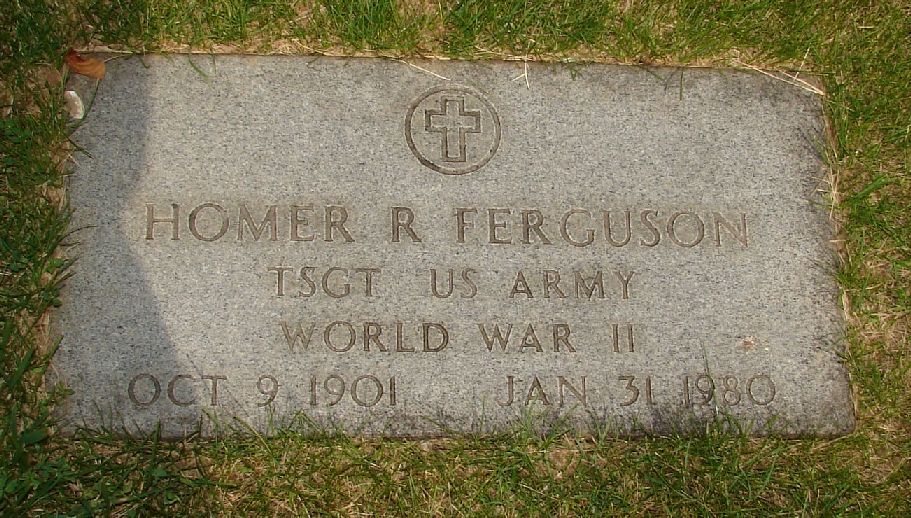 HOMER R FERGUSON
TSGT US ARMY
WORLD WAR II
OCT 9 1901 JAN 31 1980